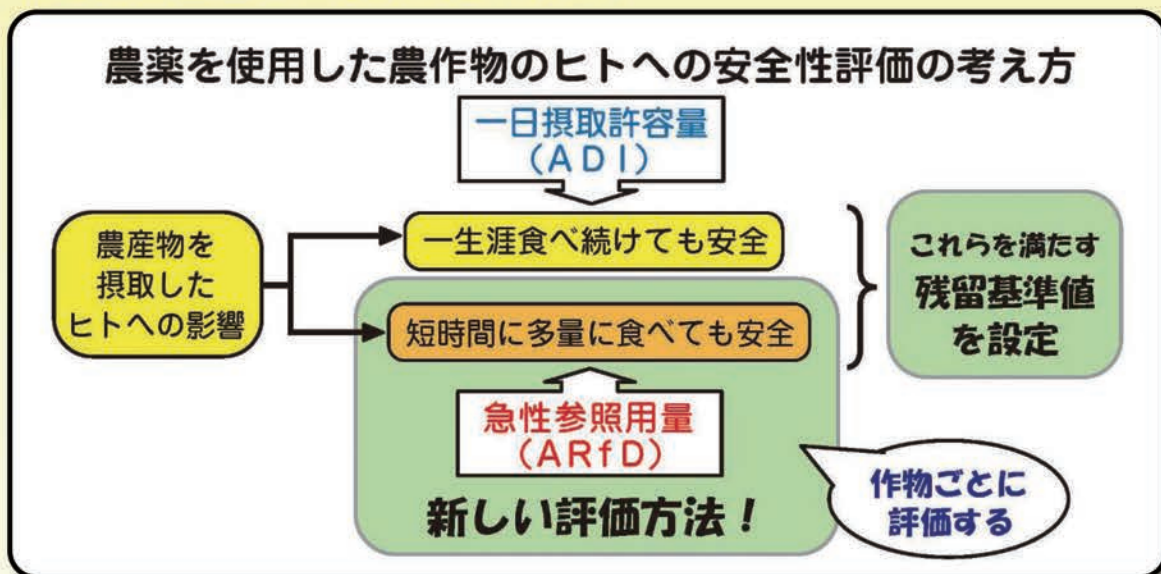 農薬を使用した農作物のヒトへの安全性評価の考え方
一日摂取許容量
(ADI)
農産物を
摂取した
ヒトへの影響
一生涯食べ続けても安全
短時間に多量に食べても安全
急性参照用量
(ARfD)
新しい評価方法！
これらを満たす
残留基準値
を設定
作物ごとに
評価する